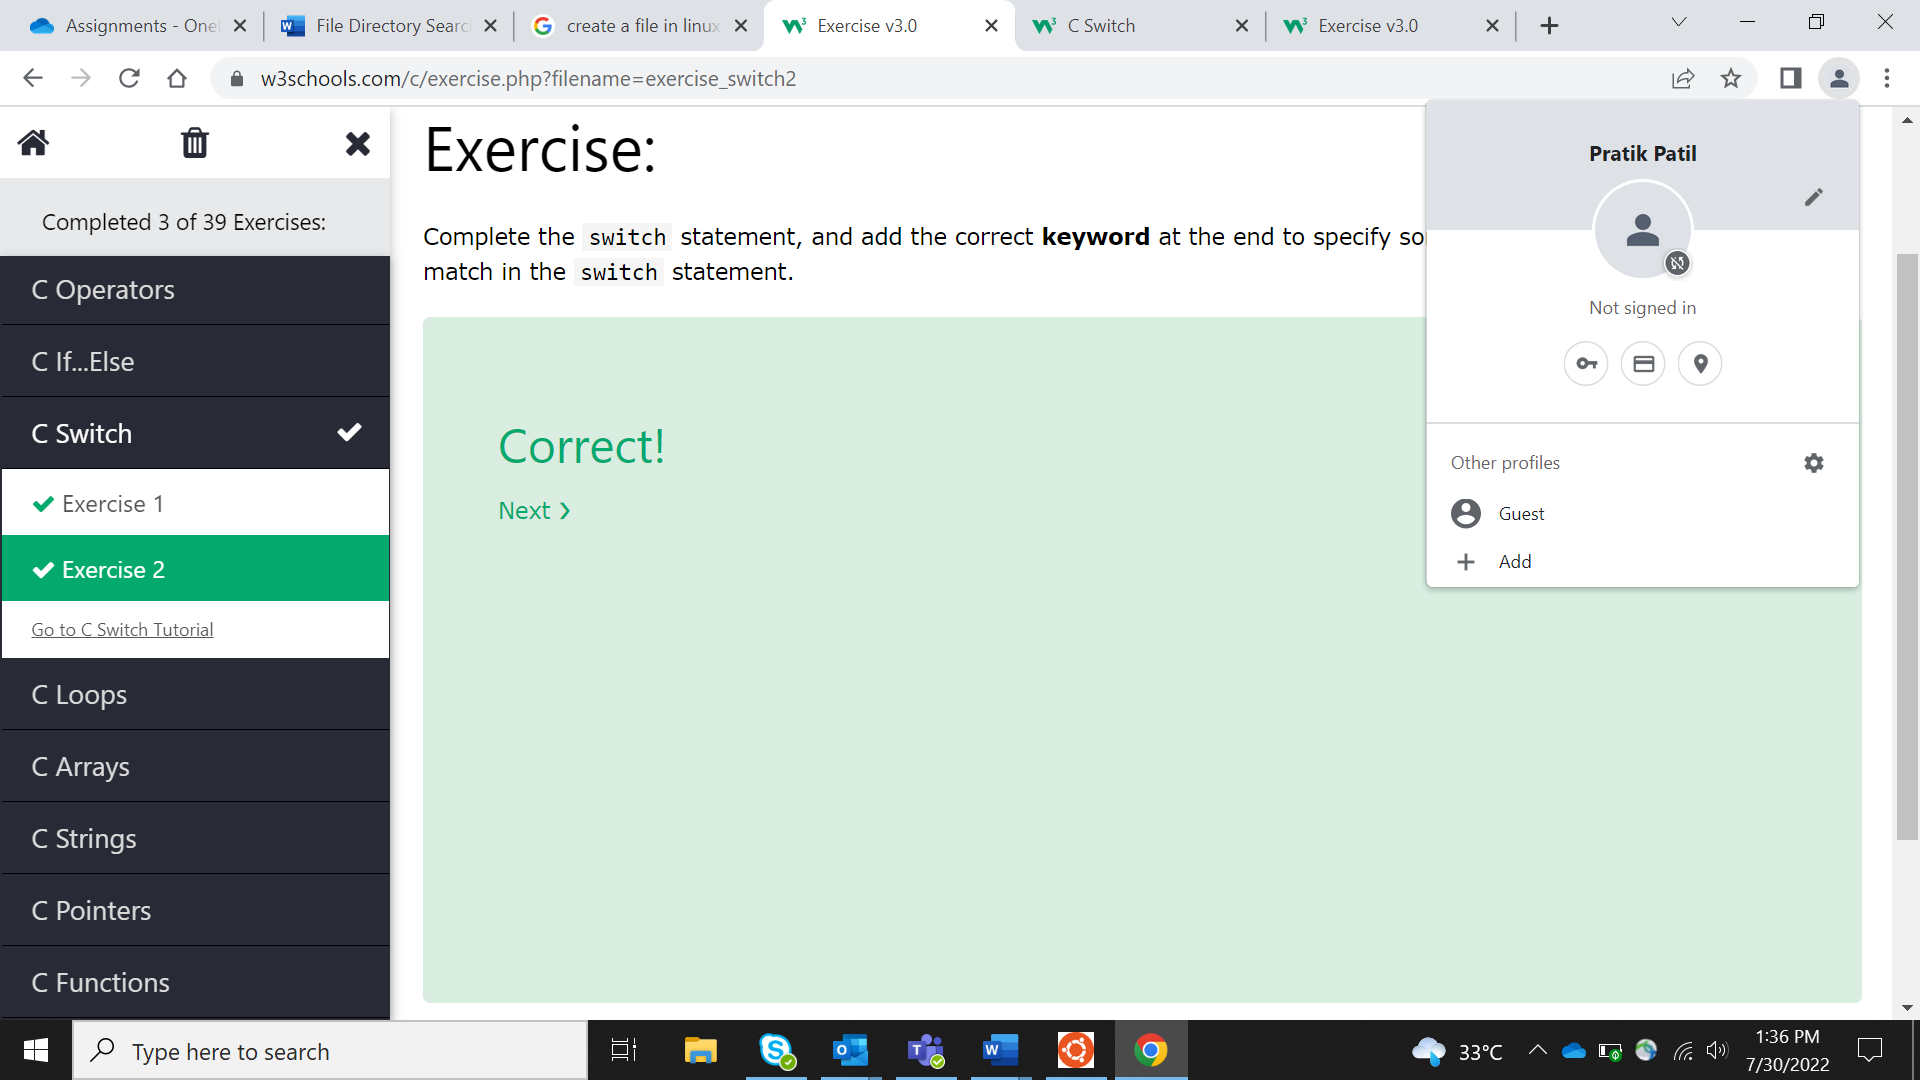 Assignments - One
File Directory Searc
create a file in linux
Exercise v3.0
C Switch
Exercise v3.0
w3schools.com/c/exercise.php?filename=exercise_switch2
Completed 3 of 39 Exercises:
C Operators
C If...Else
C Switch
Exercise 1
Exercise 2
Go to C Switch Tutorial
C Loops
C Arrays
C Strings
C Pointers
C Functions
Exercise:
Complete the switch statement, and add the correct keyword at the end to specify so
match in the switch statement.
Correct!
Next ❯
Pratik Patil
Not signed in
Other profiles
Guest
Add
Type here to search
33°C
1:36 PM
7/30/2022